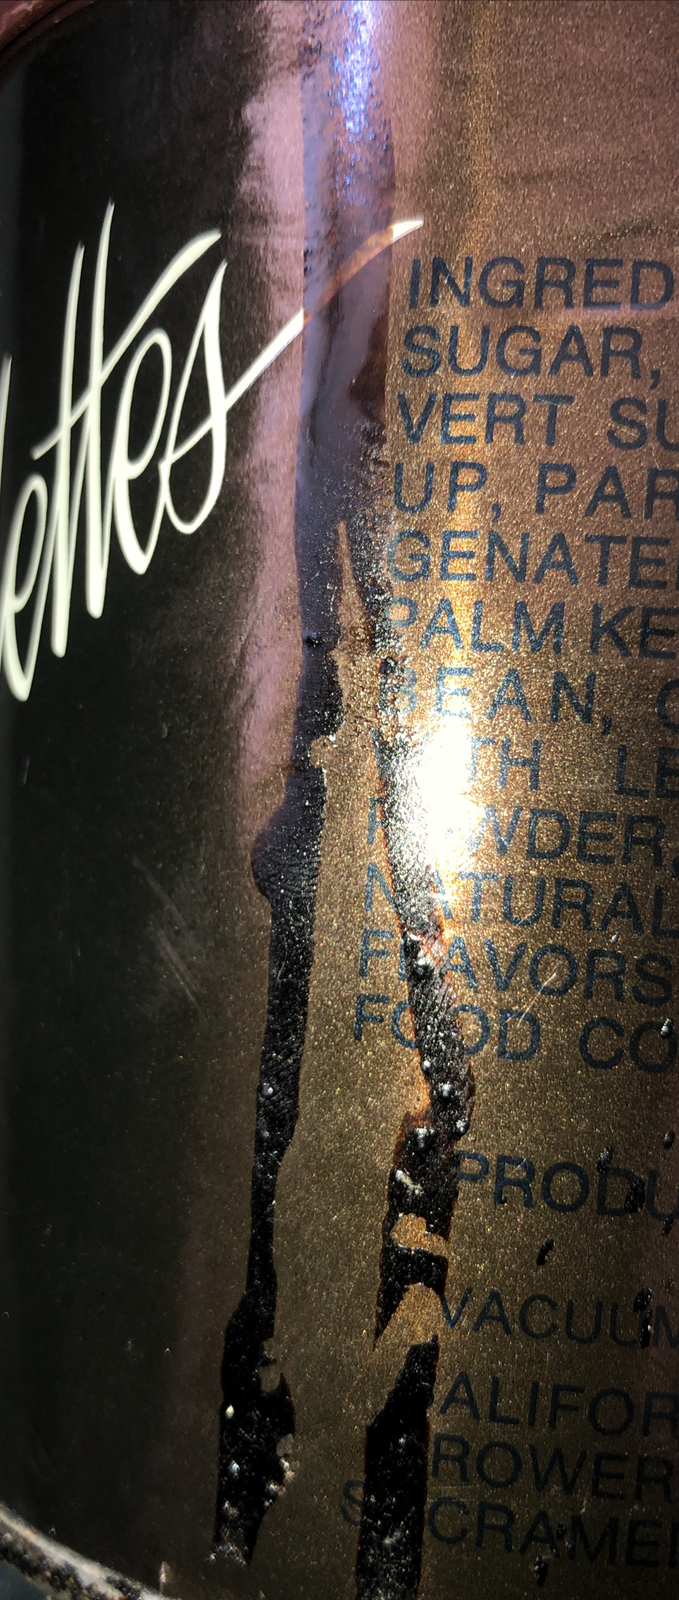 ettes
INGRED
SUGAR,
VERT SU
UP, PAR
GENATE
PALM KE
BEAN, C
WITH LE
POWDER,
NATURAL
FLAVORS
FOOD CO
PRODU
VACUUM
ALIFOR
ROWER
SACRAME